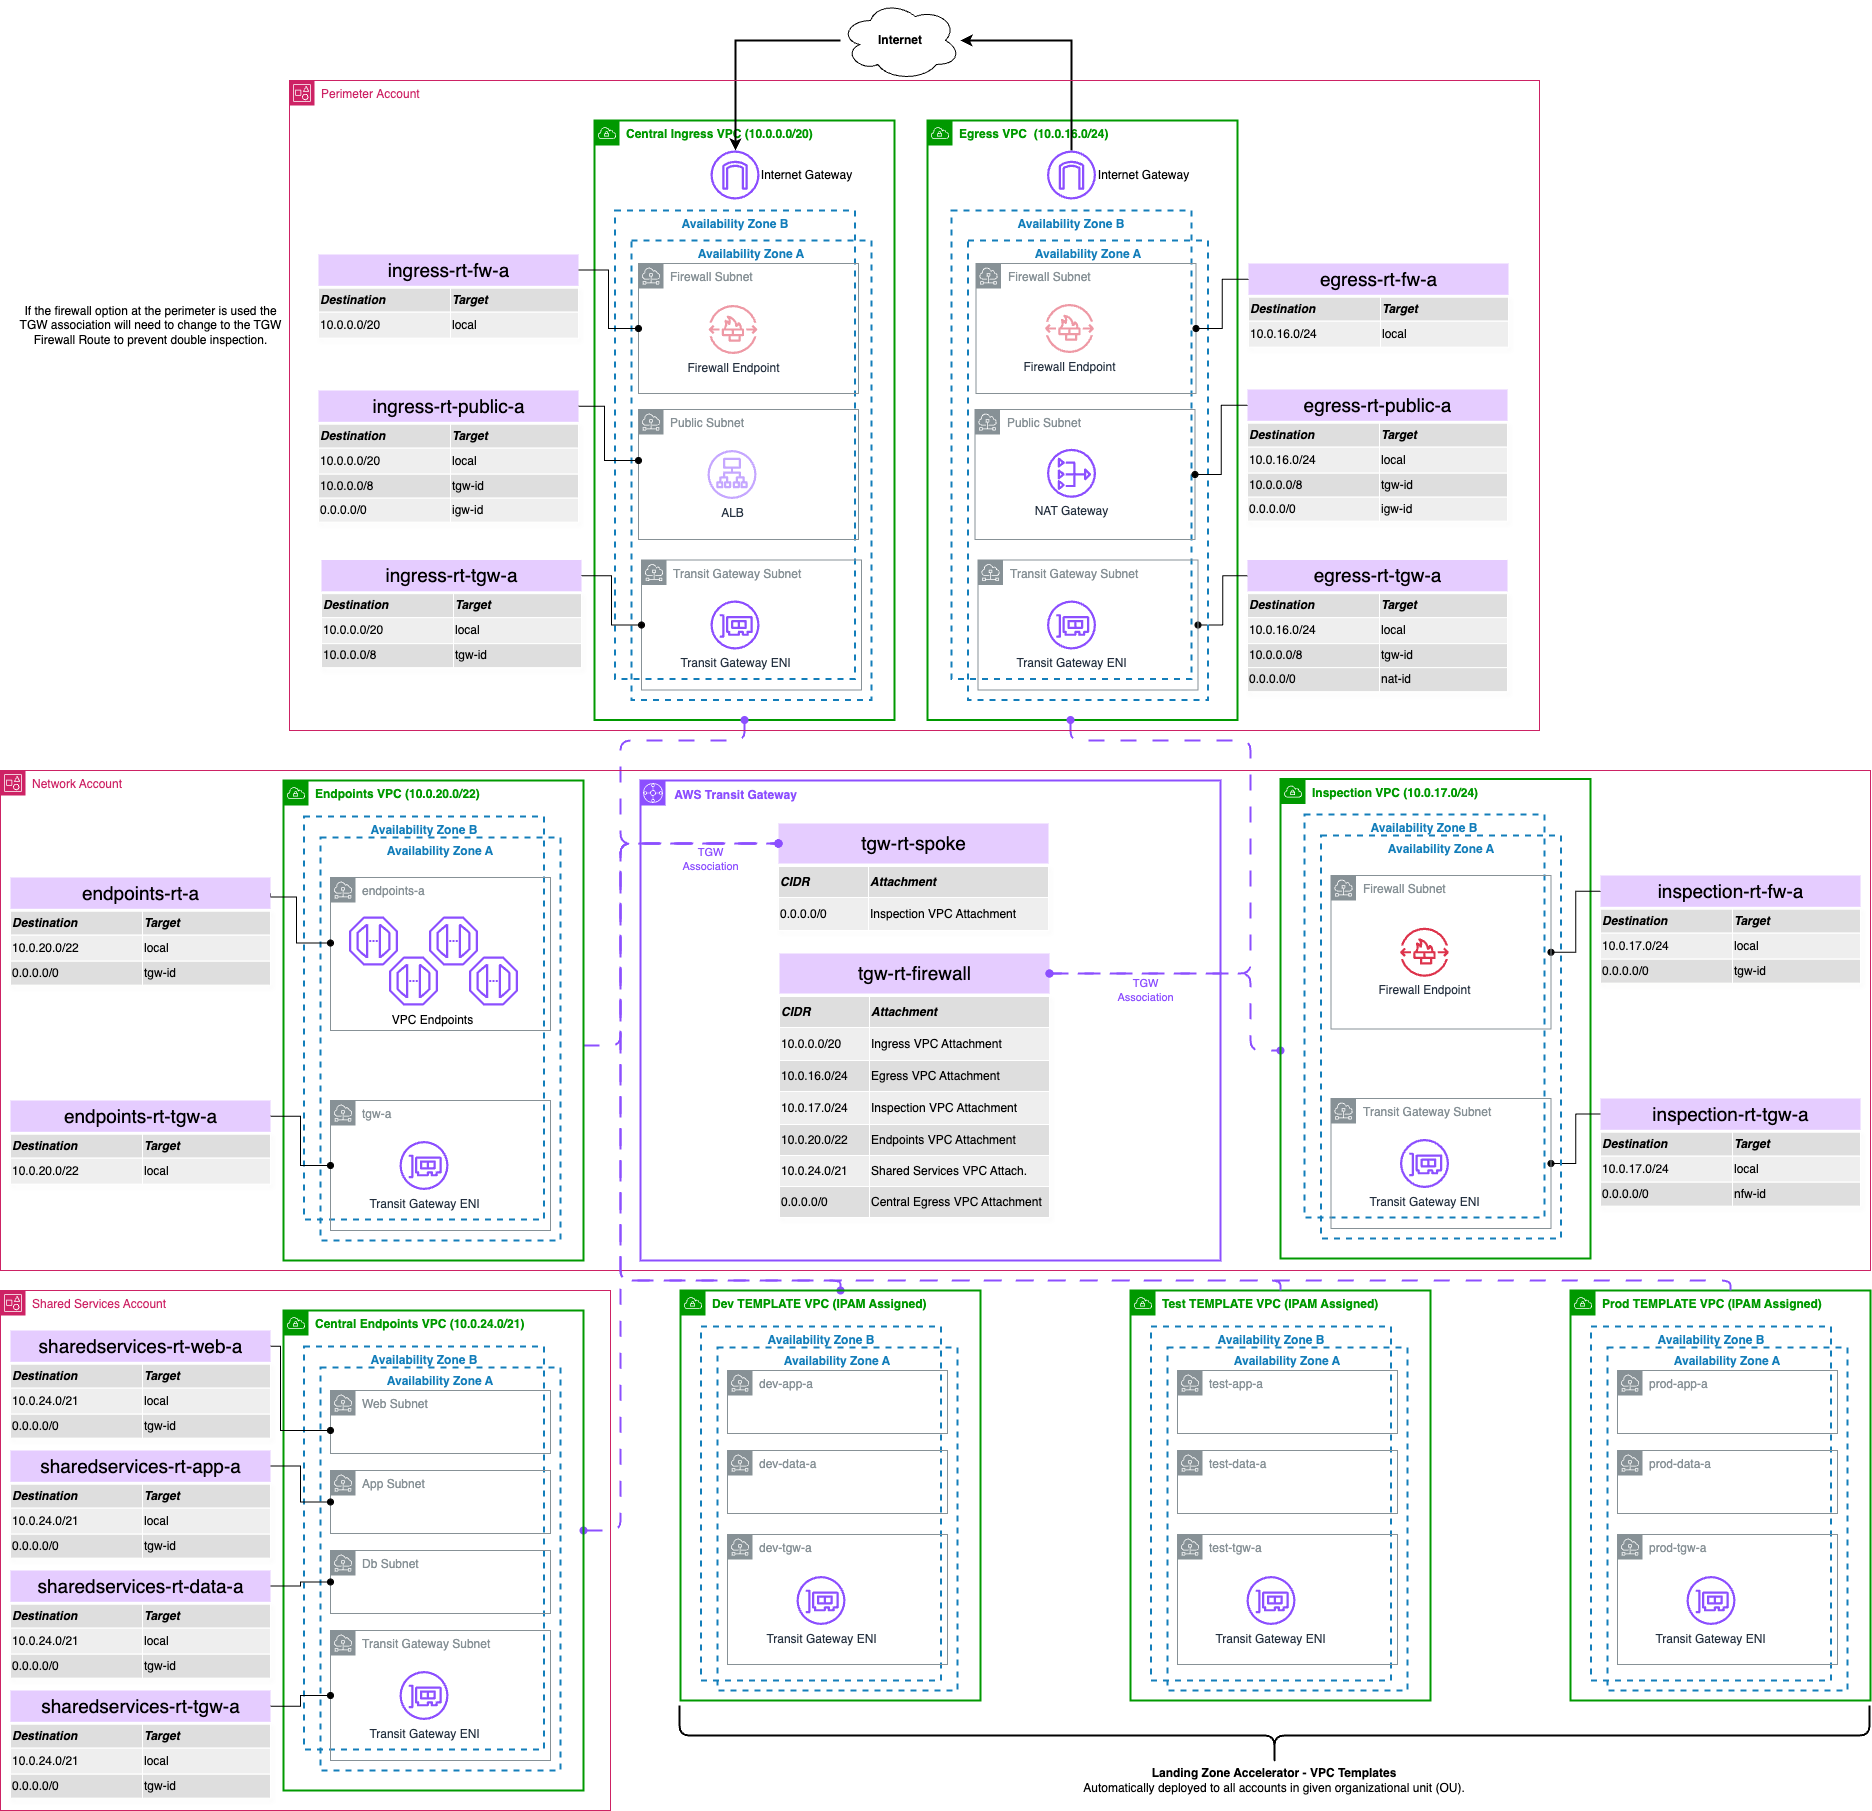 Internet
Perimeter Account
Central Ingress VPC (10.0.0.0/20)
Internet Gateway
Availability Zone B
Availability Zone A
Firewall Subnet
Firewall Endpoint
Public Subnet
ALB
Transit Gateway Subnet
Transit Gateway ENI
Egress VPC (10.0.16.0/24)
Internet Gateway
Availability Zone B
Availability Zone A
Firewall Subnet
Firewall Endpoint
Public Subnet
NAT Gateway
Transit Gateway Subnet
Transit Gateway ENI
If the firewall option at the perimeter is used the
TGW association will need to change to the TGW
Firewall Route to prevent double inspection.
ingress-rt-fw-a
Destination Target
10.0.0.0/20 local
ingress-rt-public-a
Destination Target
10.0.0.0/20 local
10.0.0.0/8 tgw-id
0.0.0.0/0 igw-id
ingress-rt-tgw-a
Destination Target
10.0.0.0/20 local
10.0.0.0/8 tgw-id
egress-rt-fw-a
Destination Target
10.0.16.0/24 local
egress-rt-public-a
Destination Target
10.0.16.0/24 local
10.0.0.0/8 tgw-id
0.0.0.0/0 igw-id
egress-rt-tgw-a
Destination Target
10.0.16.0/24 local
10.0.0.0/8 tgw-id
0.0.0.0/0 nat-id
Network Account
endpoints-rt-a
Destination Target
10.0.20.0/22 local
0.0.0.0/0 tgw-id
endpoints-rt-tgw-a
Destination Target
10.0.20.0/22 local
Endpoints VPC (10.0.20.0/22)
Availability Zone B
Availability Zone A
endpoints-a
VPC Endpoints
tgw-a
Transit Gateway ENI
AWS Transit Gateway
TGW
Association
tgw-rt-spoke
CIDR Attachment
0.0.0.0/0 Inspection VPC Attachment
tgw-rt-firewall
CIDR Attachment
10.0.0.0/20 Ingress VPC Attachment
10.0.16.0/24 Egress VPC Attachment
10.0.17.0/24 Inspection VPC Attachment
10.0.20.0/22 Endpoints VPC Attachment
10.0.24.0/21 Shared Services VPC Attach.
0.0.0.0/0 Central Egress VPC Attachment
TGW
Association
Inspection VPC (10.0.17.0/24)
Availability Zone B
Availability Zone A
Firewall Subnet
Firewall Endpoint
Transit Gateway Subnet
Transit Gateway ENI
inspection-rt-fw-a
Destination Target
10.0.17.0/24 local
0.0.0.0/0 tgw-id
inspection-rt-tgw-a
Destination Target
10.0.17.0/24 local
0.0.0.0/0 nfw-id
Shared Services Account
sharedservices-rt-web-a
Destination Target
10.0.24.0/21 local
0.0.0.0/0 tgw-id
sharedservices-rt-app-a
Destination Target
10.0.24.0/21 local
0.0.0.0/0 tgw-id
sharedservices-rt-data-a
Destination Target
10.0.24.0/21 local
0.0.0.0/0 tgw-id
sharedservices-rt-tgw-a
Destination Target
10.0.24.0/21 local
0.0.0.0/0 tgw-id
Central Endpoints VPC (10.0.24.0/21)
Availability Zone B
Availability Zone A
Web Subnet
App Subnet
Db Subnet
Transit Gateway Subnet
Transit Gateway ENI
Dev TEMPLATE VPC (IPAM Assigned)
Availability Zone B
Availability Zone A
dev-app-a
dev-data-a
dev-tgw-a
Transit Gateway ENI
Test TEMPLATE VPC (IPAM Assigned)
Availability Zone B
Availability Zone A
test-app-a
test-data-a
test-tgw-a
Transit Gateway ENI
Prod TEMPLATE VPC (IPAM Assigned)
Availability Zone B
Availability Zone A
prod-app-a
prod-data-a
prod-tgw-a
Transit Gateway ENI
Landing Zone Accelerator - VPC Templates
Automatically deployed to all accounts in given organizational unit (OU).